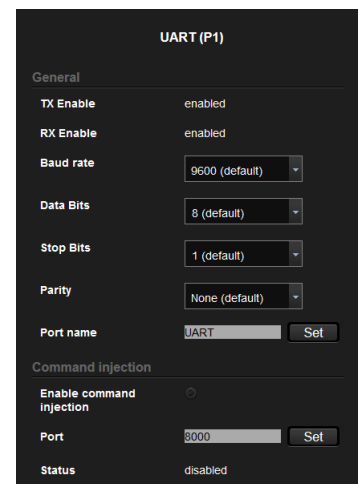 UART (P1)
General
TX Enable enabled
RX Enable enabled
Baud rate 9600 (default)
Data Bits 8 (default)
Stop Bits 1 (default)
Parity None (default)
Port name UART Set
Command injection
Enable command
injection
Port 8000 Set
Status disabled